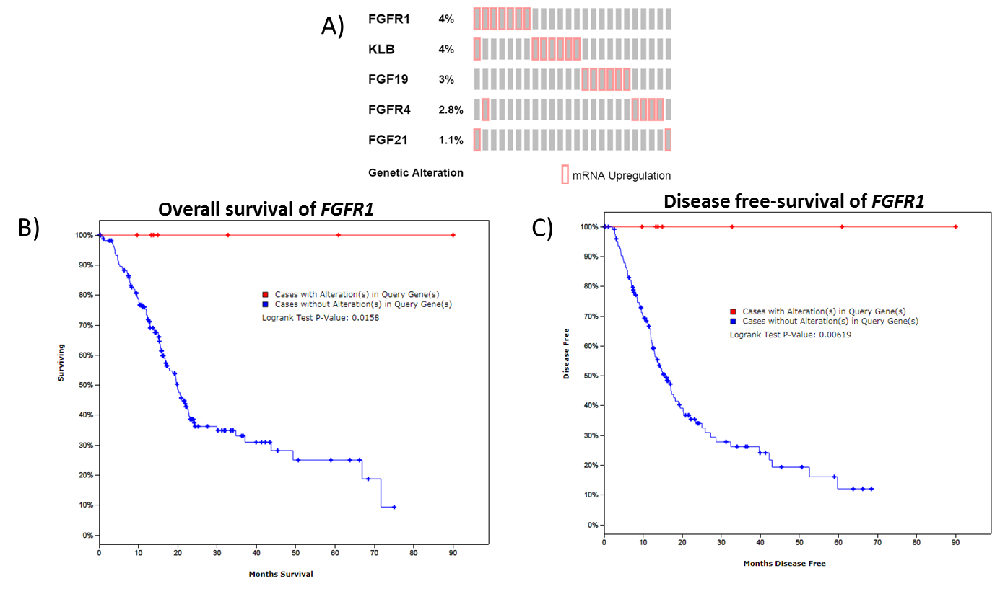 A)
FGFR1 4%
KLB 4%
FGF19 3%
FGFR4 2.8%
FGF21 1.1%
Genetic Alteration mRNA Upregulation
B)
Overall survival of FGFR1
100%
90%
80%
70%
60%
50%
40%
30%
20%
10%
0%
Surviving
Cases with Alteration(s) in Query Gene(s)
Cases without Alteration(s) in Query Gene(s)
Logrank Test P-Value: 0.0158
0 10 20 30 40 50 60 70 80 90
Months Survival
C)
Disease free-survival of FGFR1
100%
90%
80%
70%
60%
50%
40%
30%
20%
10%
0%
Disease Free
Cases with Alteration(s) in Query Gene(s)
Cases without Alteration(s) in Query Gene(s)
Logrank Test P-Value: 0.00619
0 10 20 30 40 50 60 70 80 90
Months Disease Free